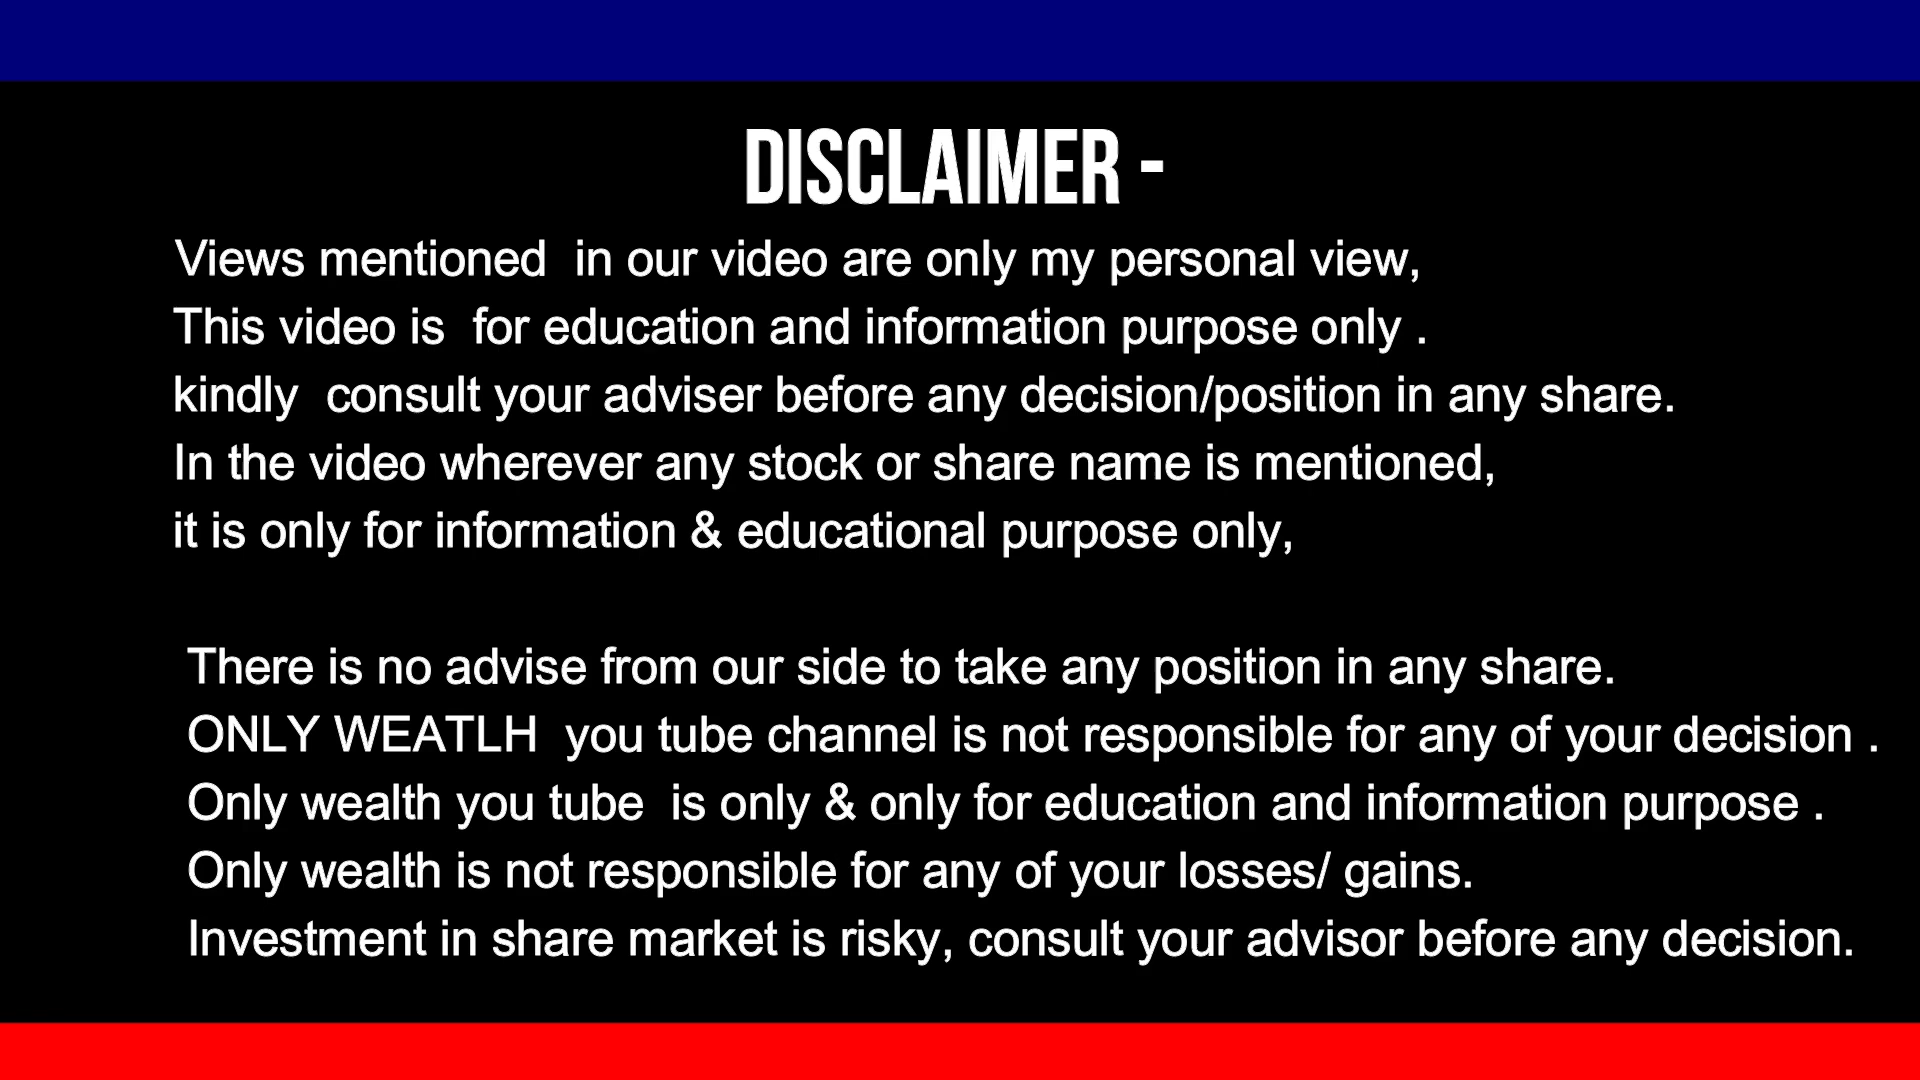 DISCLAIMER -
Views mentioned  in our video are only my personal view,
This video is  for education and information purpose only .
kindly  consult your adviser before any decision/position in any share.
In the video wherever any stock or share name is mentioned,
it is only for information & educational purpose only,
There is no advise from our side to take any position in any share.
ONLY WEATLH  you tube channel is not responsible for any of your decision .
Only wealth you tube  is only & only for education and information purpose .
Only wealth is not responsible for any of your losses/ gains.
Investment in share market is risky, consult your advisor before any decision.